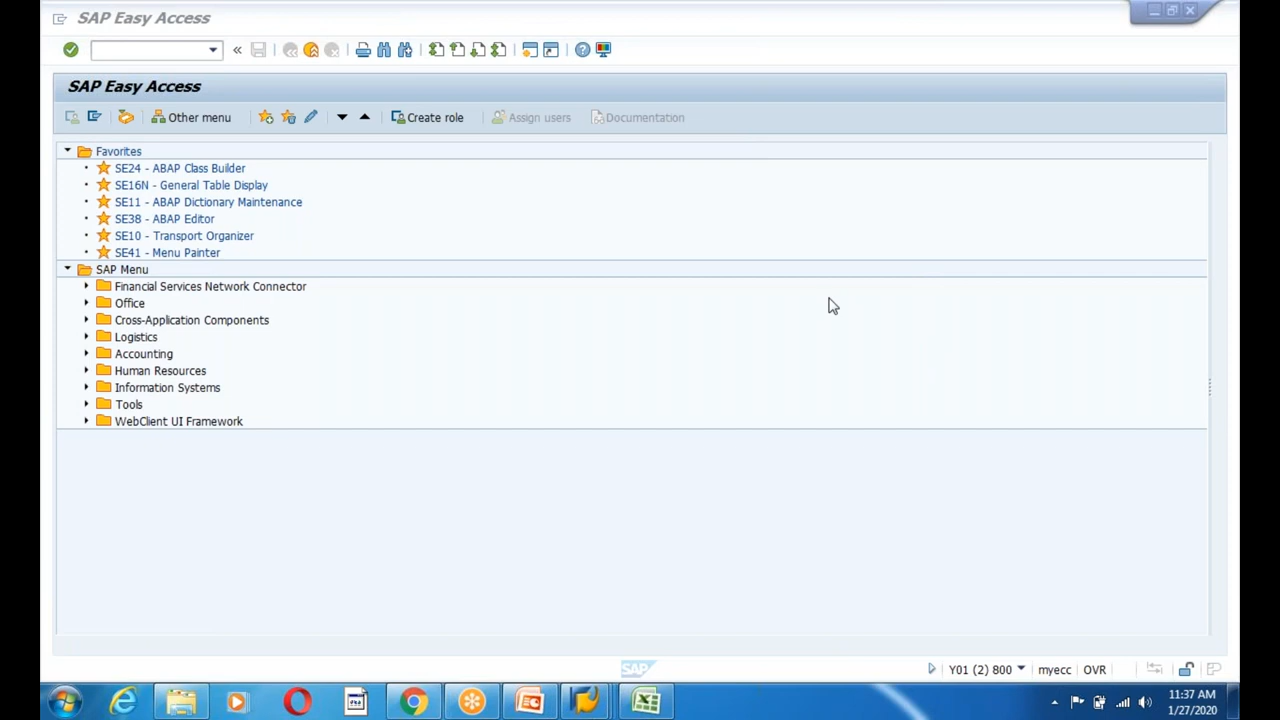 SAP Easy Access
SAP Easy Access
Other menu
Create role
Assign users
Documentation
Favorites
SE24 - ABAP Class Builder
SE16N - General Table Display
SE11 - ABAP Dictionary Maintenance
SE38 - ABAP Editor
SE10 - Transport Organizer
SE41 - Menu Painter
SAP Menu
Financial Services Network Connector
Office
Cross-Application Components
Logistics
Accounting
Human Resources
Information Systems
Tools
WebClient UI Framework
SAP
Y01 (2) 800 myecc OVR
11:37 AM
1/27/2020